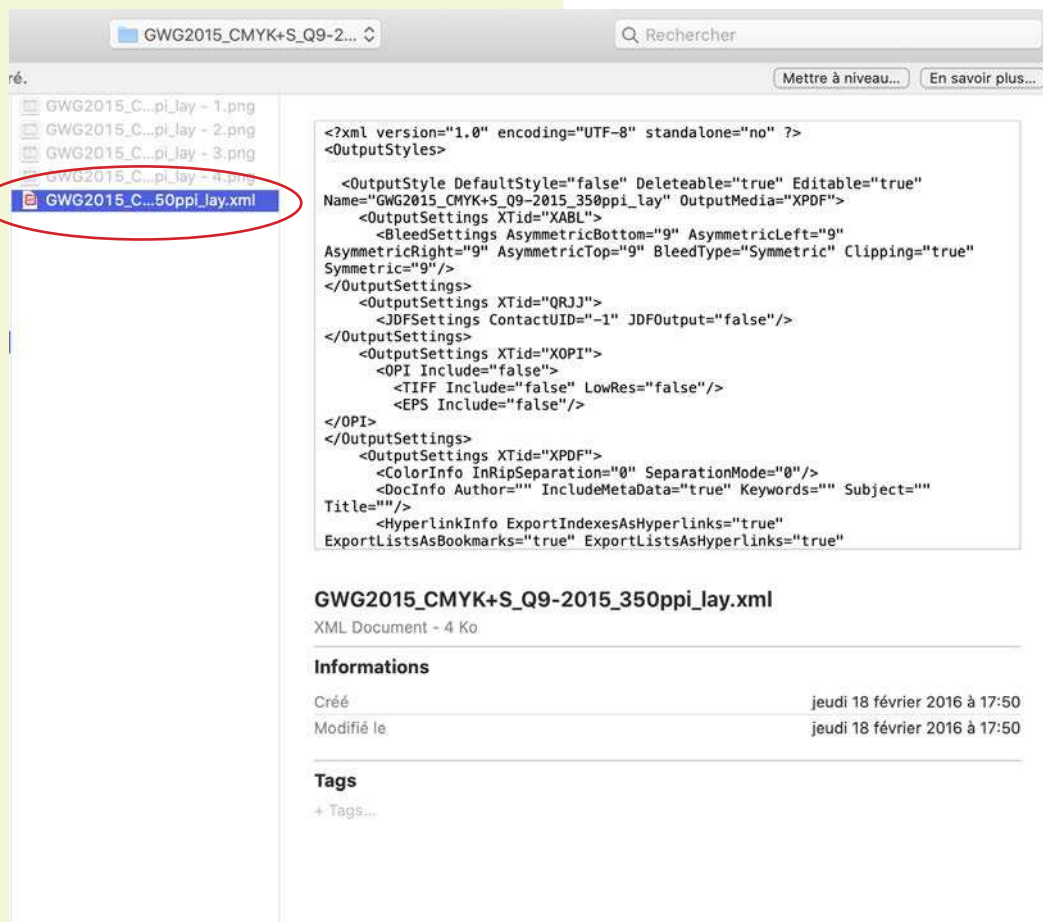 GWG2015_CMYK+S_Q9-2...
Rechercher
ré.
Mettre à niveau...
En savoir plus...
GWG2015_C...pi_lay - 1.png
GWG2015_C...pi_lay - 2.png
GWG2015_C...pi_lay - 3.png
GWG2015_C...pi_lay - 4.png
GWG2015_C...50ppi_lay.xml
<?xml version="1.0" encoding="UTF-8" standalone="no" ?>
<OutputStyles>
<OutputStyle DefaultStyle="false" Deleteable="true" Editable="true"
Name="GWG2015_CMYK+S_Q9-2015_350ppi_lay" OutputMedia="XPDF">
<OutputSettings XTid="XABL">
<BleedSettings AsymmetricBottom="9" AsymmetricLeft="9"
AsymmetricRight="9" AsymmetricTop="9" BleedType="Symmetric" Clipping="true"
Symmetric="9"/>
</OutputSettings>
<OutputSettings XTid="QRJJ">
<JDFSettings ContactUID="-1" JDFOutput="false"/>
</OutputSettings>
<OutputSettings XTid="XOPI">
<OPI Include="false">
<TIFF Include="false" LowRes="false"/>
<EPS Include="false"/>
</OPI>
</OutputSettings>
<OutputSettings XTid="XPDF">
<ColorInfo InRipSeparation="0" SeparationMode="0"/>
<DocInfo Author="" IncludeMetaData="true" Keywords="" Subject=""
Title=""/>
<HyperlinkInfo ExportIndexesAsHyperlinks="true"
ExportListsAsBookmarks="true" ExportListsAsHyperlinks="true"
GWG2015_CMYK+S_Q9-2015_350ppi_lay.xml
XML Document - 4 Ko
Informations
Créé jeudi 18 février 2016 à 17:50
Modifié le jeudi 18 février 2016 à 17:50
Tags
+ Tags...